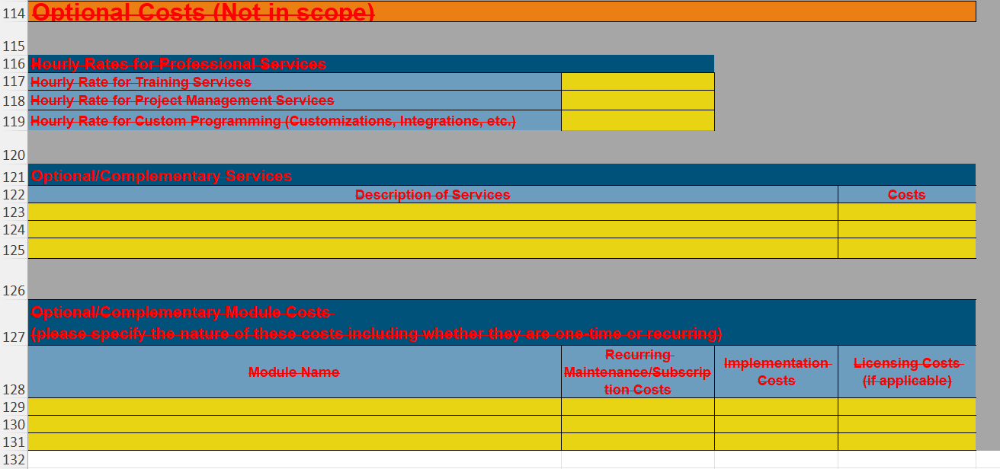 114 Optional Costs (Not in scope)
115
116 Hourly Rates for Professional Services
117 Hourly Rate for Training Services
118 Hourly Rate for Project Management Services
119 Hourly Rate for Custom Programming (Customizations, Integrations, etc.)
120
121 Optional/Complementary Services
122 Description of Services Costs
123
124
125
126
Optional/Complementary Module Costs
127 (please specify the nature of these costs including whether they are one-time or recurring)
128 Module Name
Recurring
Maintenance/Subscrip
tion Costs
Implementation
Costs
Licensing Costs
(if applicable)
129
130
131
132